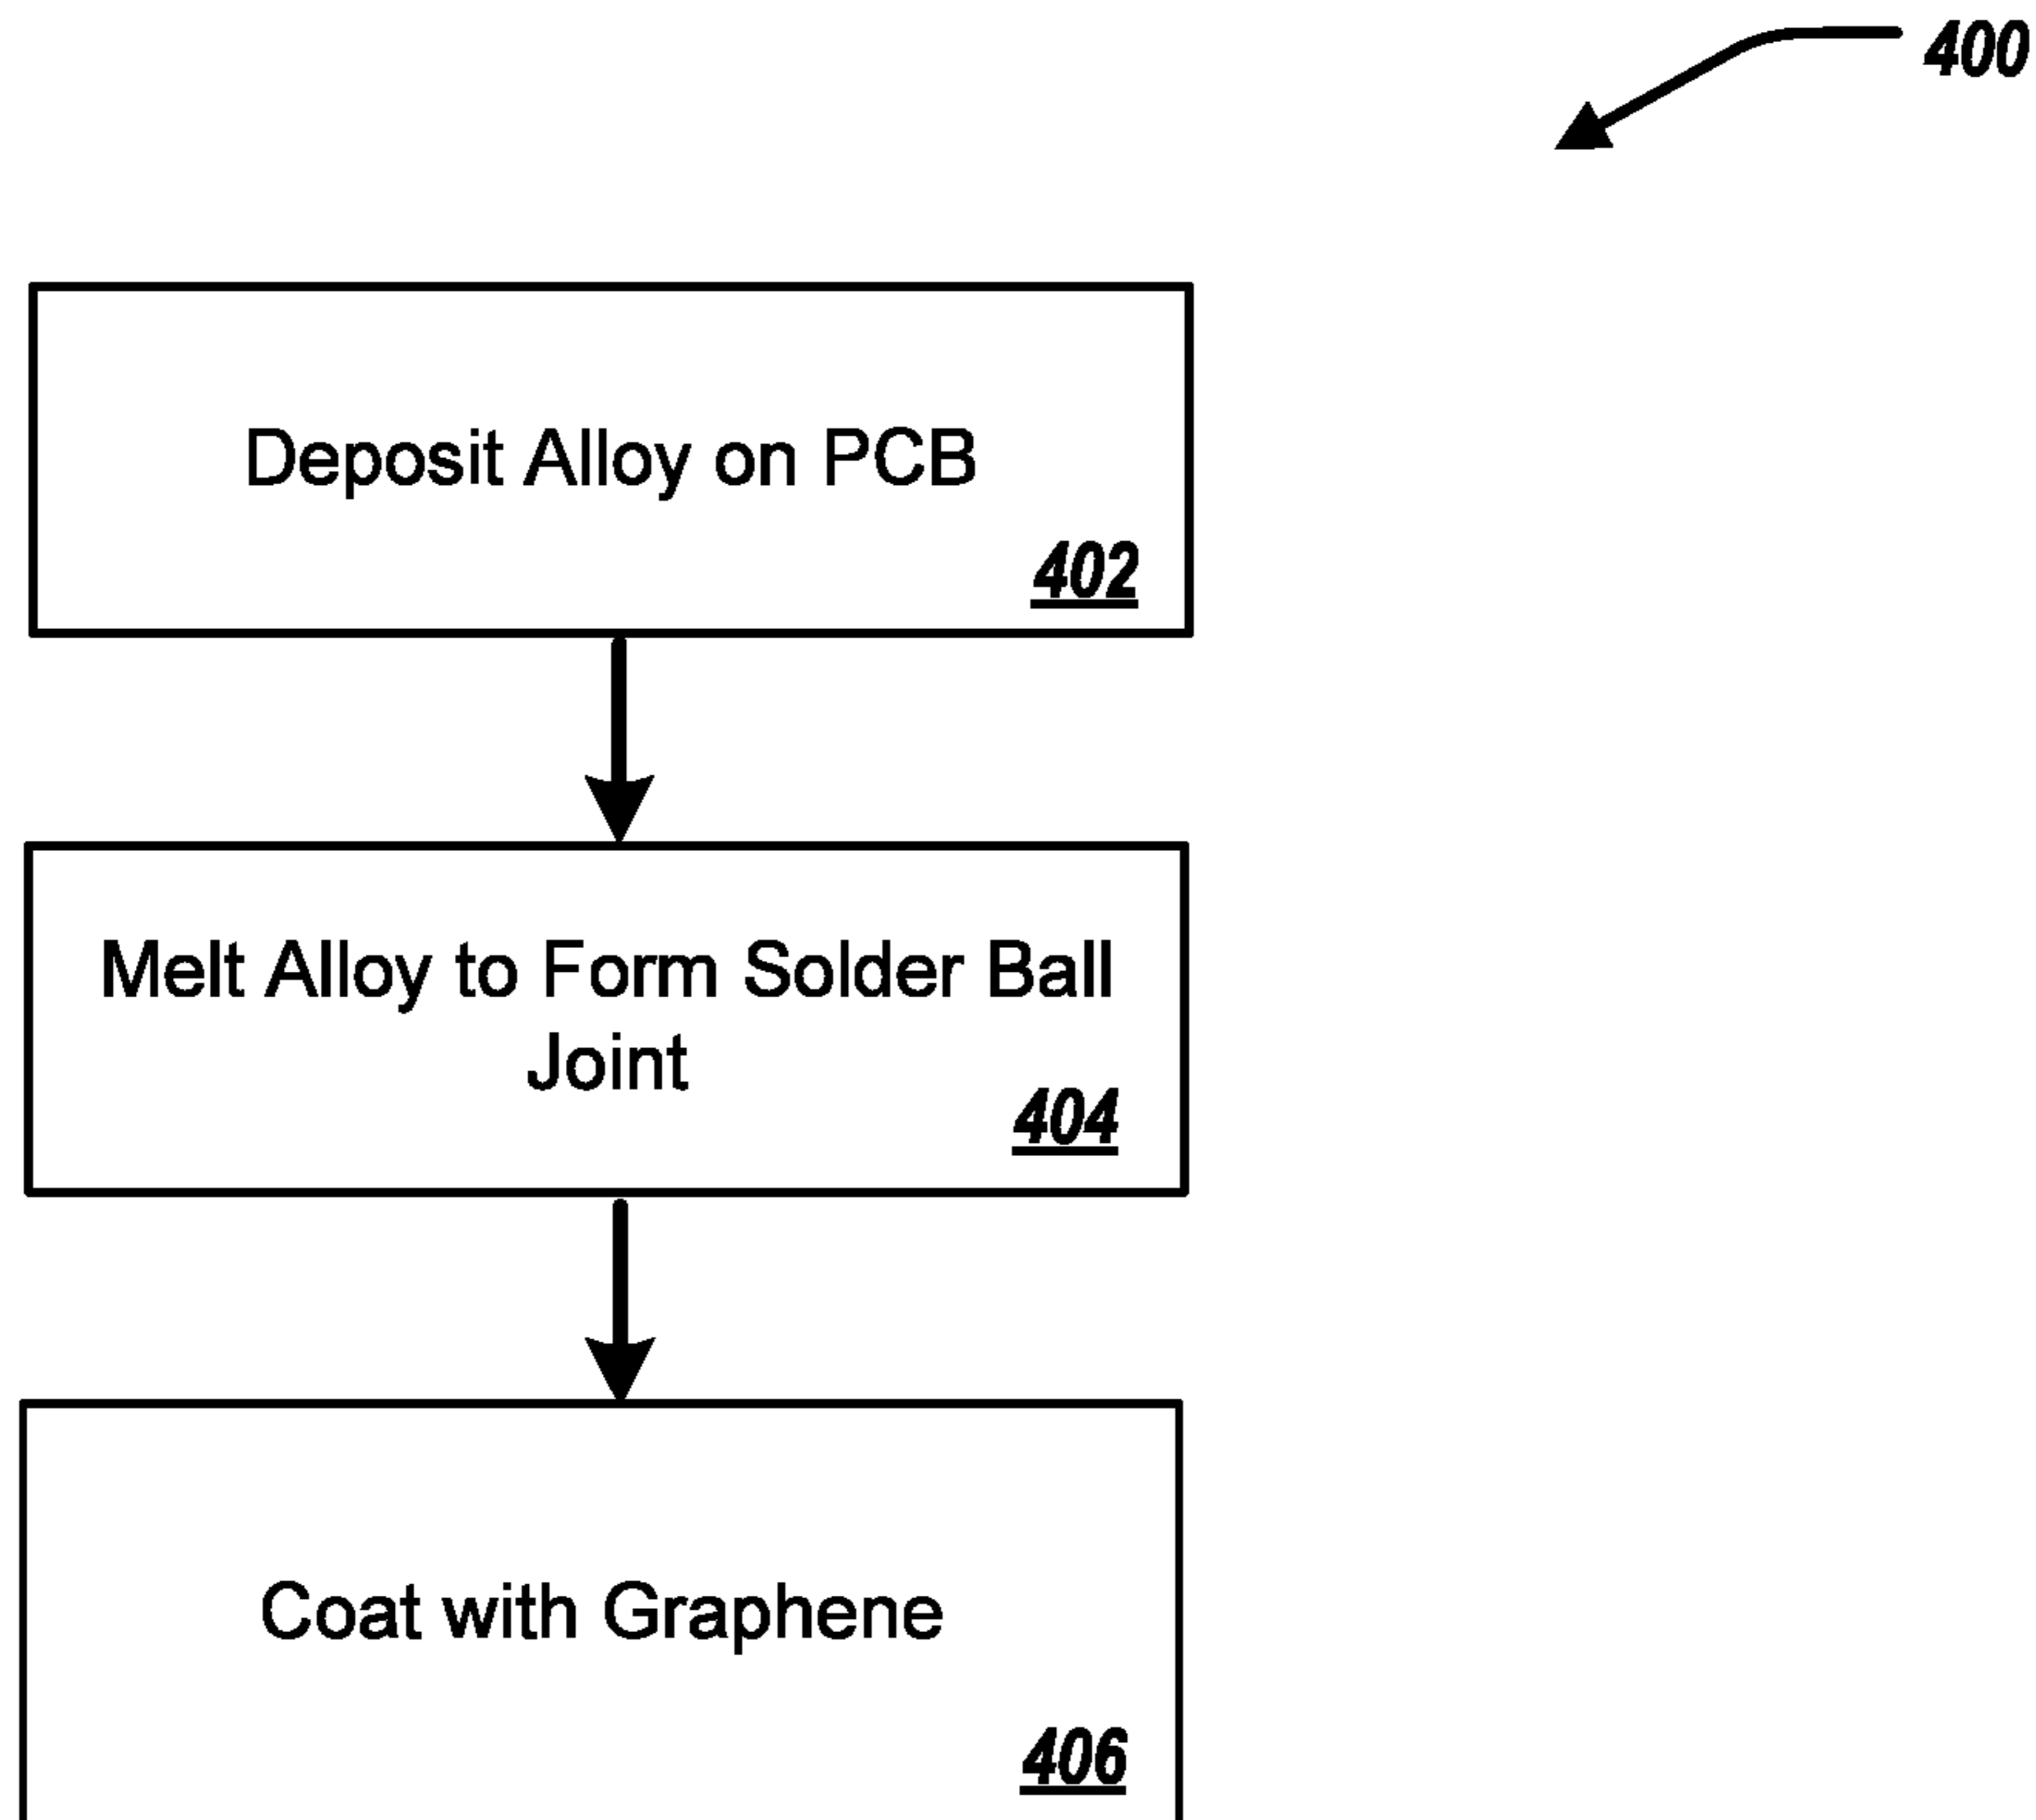 400
Deposit Alloy on PCB
402
Melt Alloy to Form Solder Ball
Joint
404
Coat with Graphene
406